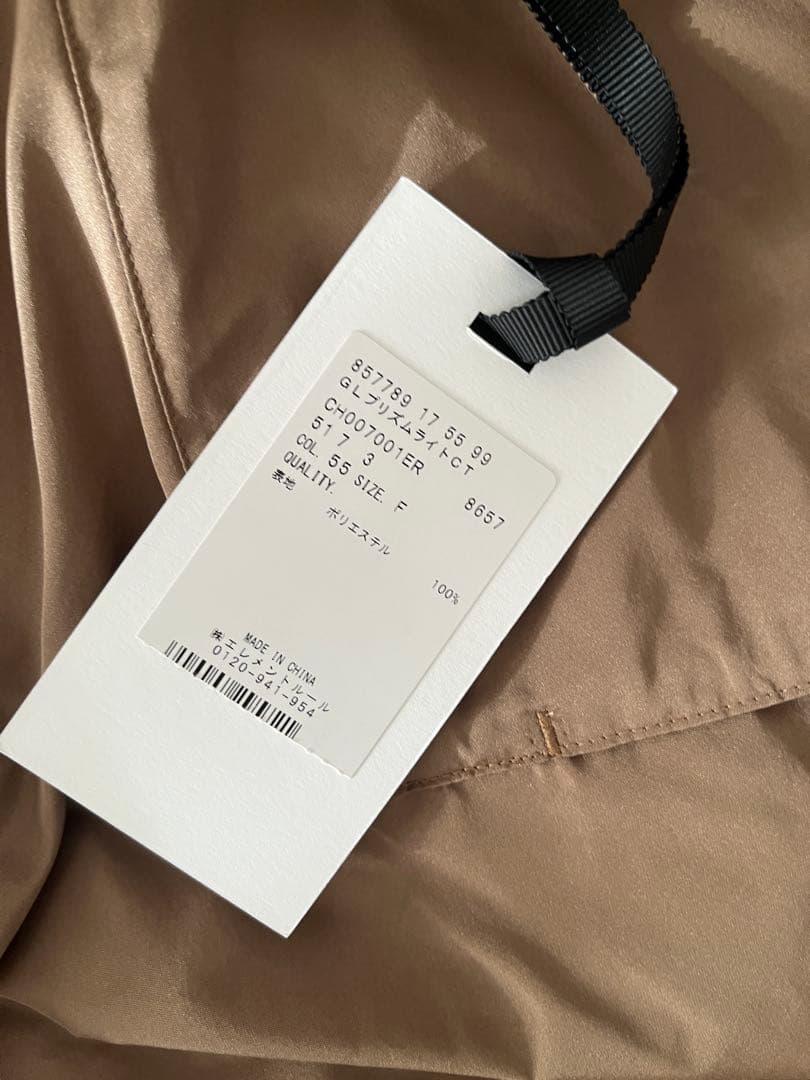 857789 17 55 99
GLプリズムライトCT
CH007001ER
51 7 3 8657
COL. 55 SIZE. F
QUALITY.
表地
ポリエステル
100%
MADE IN CHINA
㈱エレメントルール
0120-941-954